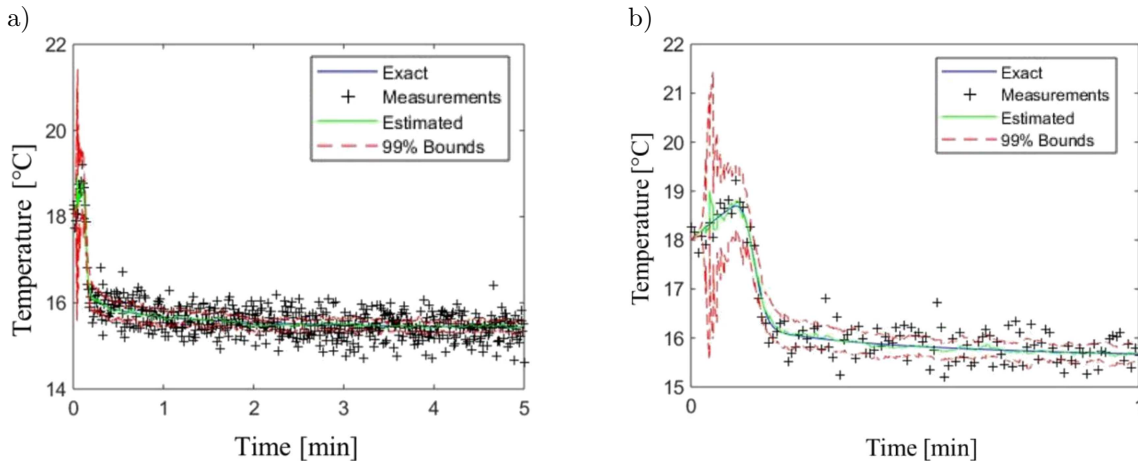 a)
22
20
18
16
14
0 1 2 3 4 5
Temperature [°C]
Time [min]
Exact
Measurements
Estimated
99% Bounds
b)
22
21
20
19
18
17
16
15
0 1
Temperature [°C]
Time [min]
Exact
Measurements
Estimated
99% Bounds